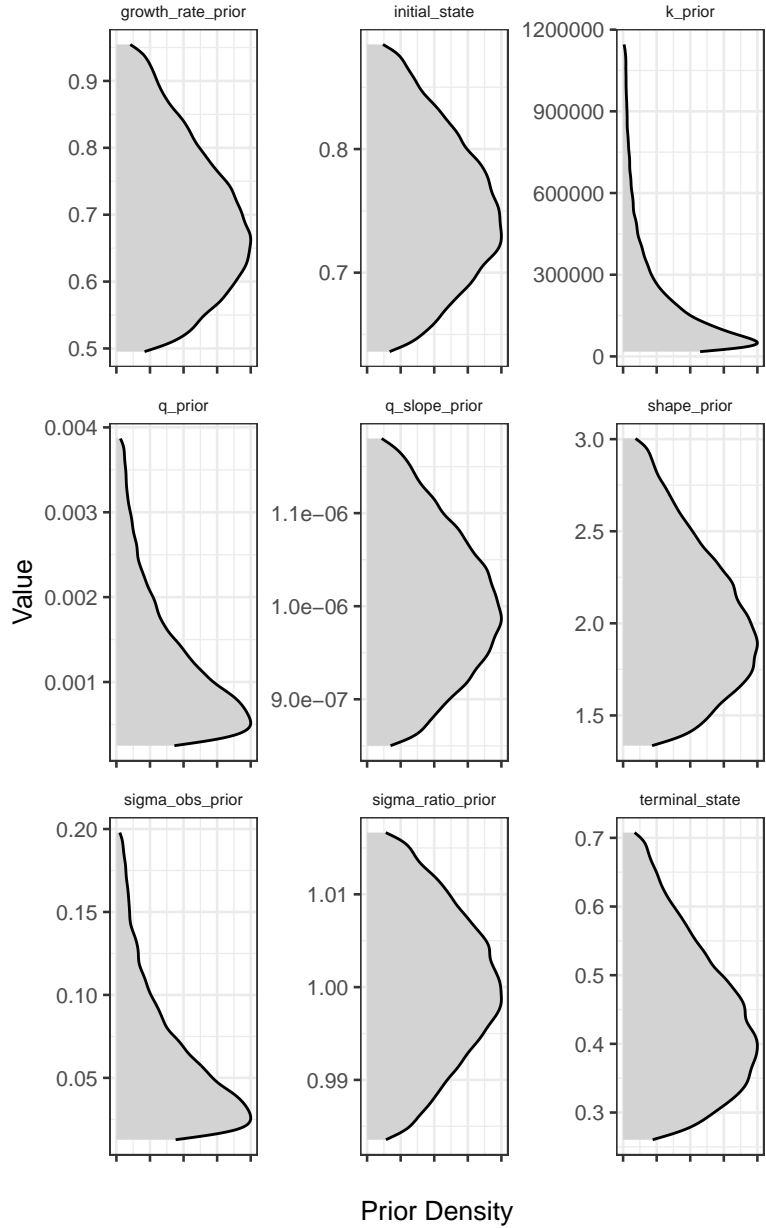 growth_rate_prior
initial_state
k_prior
0.9
0.8
0.7
0.6
0.5
0.8
0.7
1200000
900000
600000
300000
0
q_prior
q_slope_prior
shape_prior
0.004
0.003
0.002
0.001
1.1e−06
1.0e−06
9.0e−07
3.0
2.5
2.0
1.5
Value
sigma_obs_prior
sigma_ratio_prior
terminal_state
0.20
0.15
0.10
0.05
1.01
1.00
0.99
0.7
0.6
0.5
0.4
0.3
Prior Density